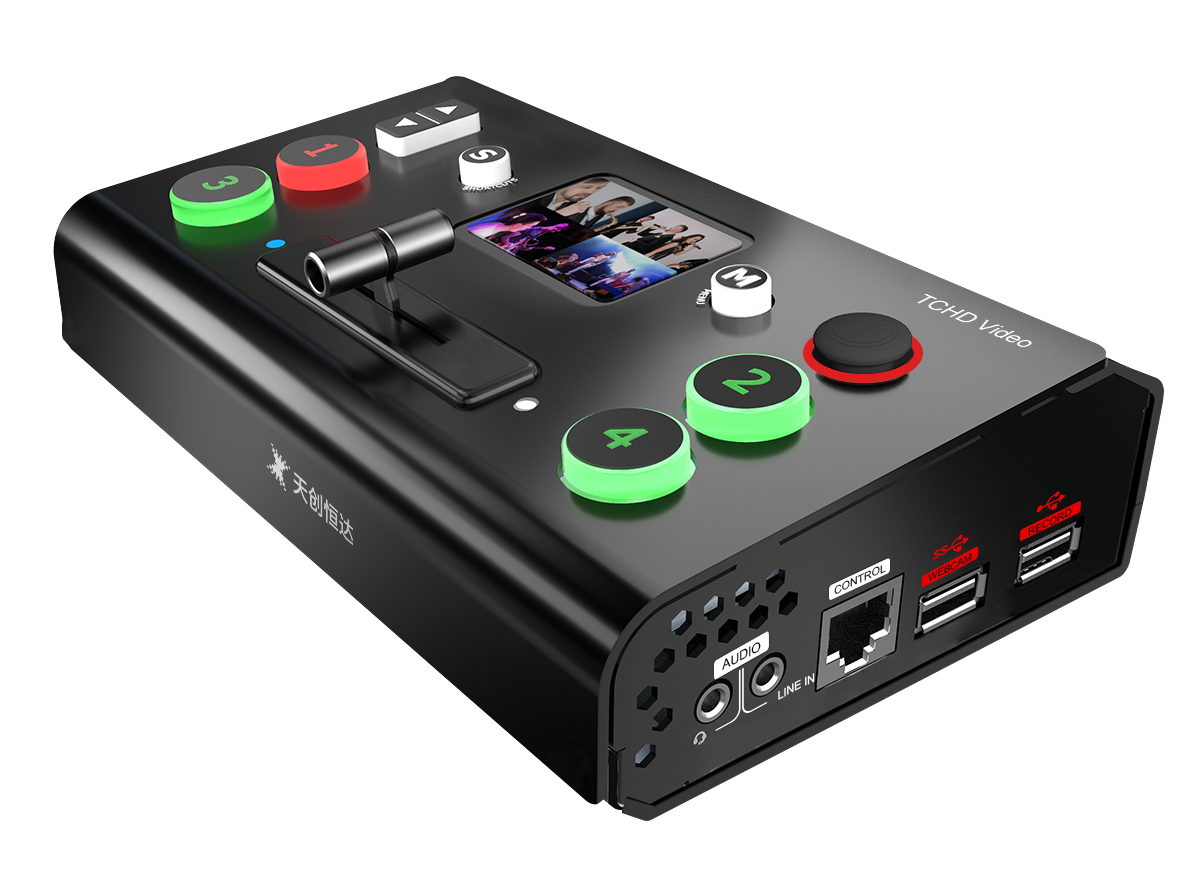 1
3
S
SHORTCUTS
M
MENU
TCHD Video
2
4
天创恒达
RECORD
SS
WEBCAM
CONTROL
AUDIO
LINE IN